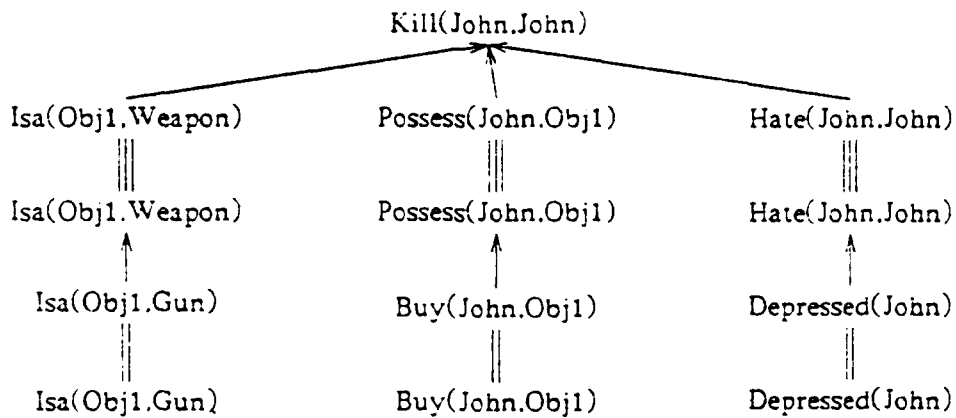 Kill(John.John)
Isa(Obj1.Weapon) Possess(John.Obj1) Hate(John.John)
Isa(Obj1.Weapon) Possess(John.Obj1) Hate(John.John)
Isa(Obj1.Gun) Buy(John.Obj1) Depressed(John)
Isa(Obj1.Gun) Buy(John.Obj1) Depressed(John)